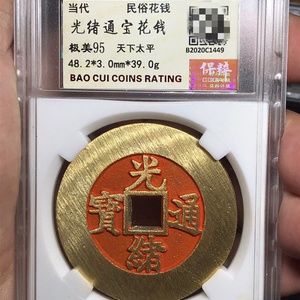 当代 民俗花钱
光绪通宝花钱
极美95 天下太平
48.2*3.0mm*39.0g
B2020C1449
保粹
BAO CUI COINS RATING
光
寳 通
緒